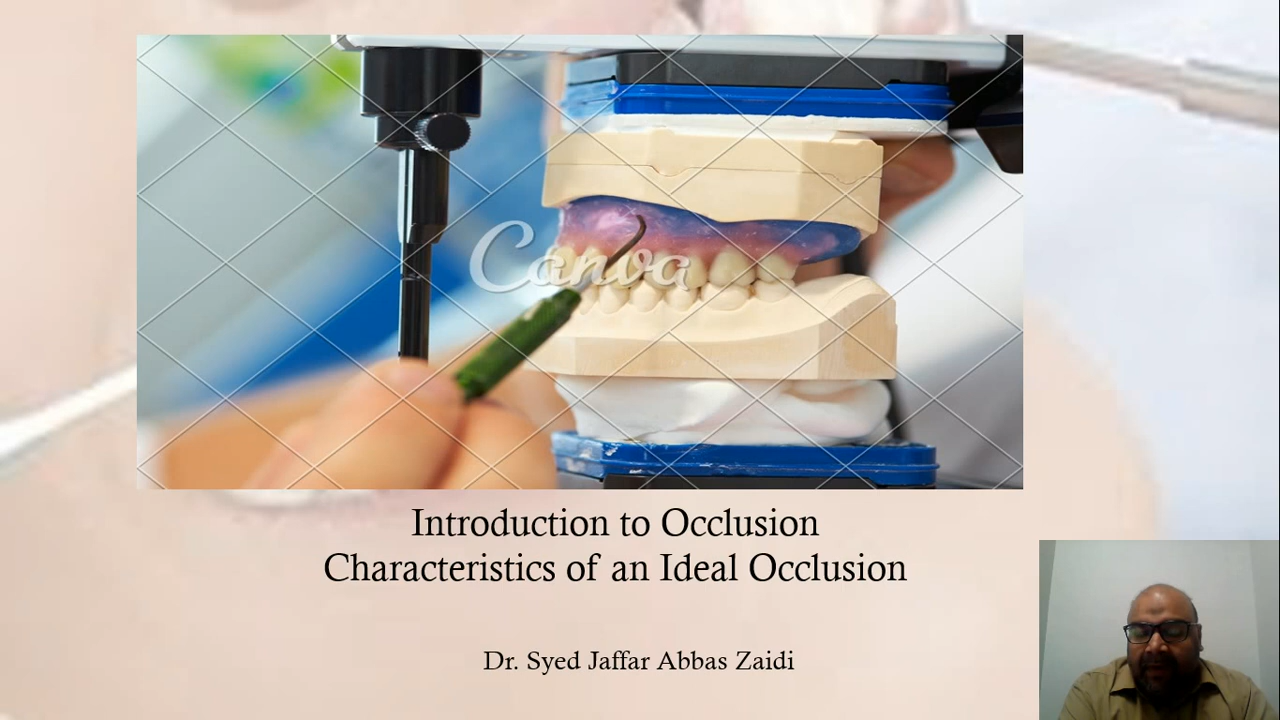 Canva
Introduction to Occlusion
Characteristics of an Ideal Occlusion
Dr. Syed Jaffar Abbas Zaidi